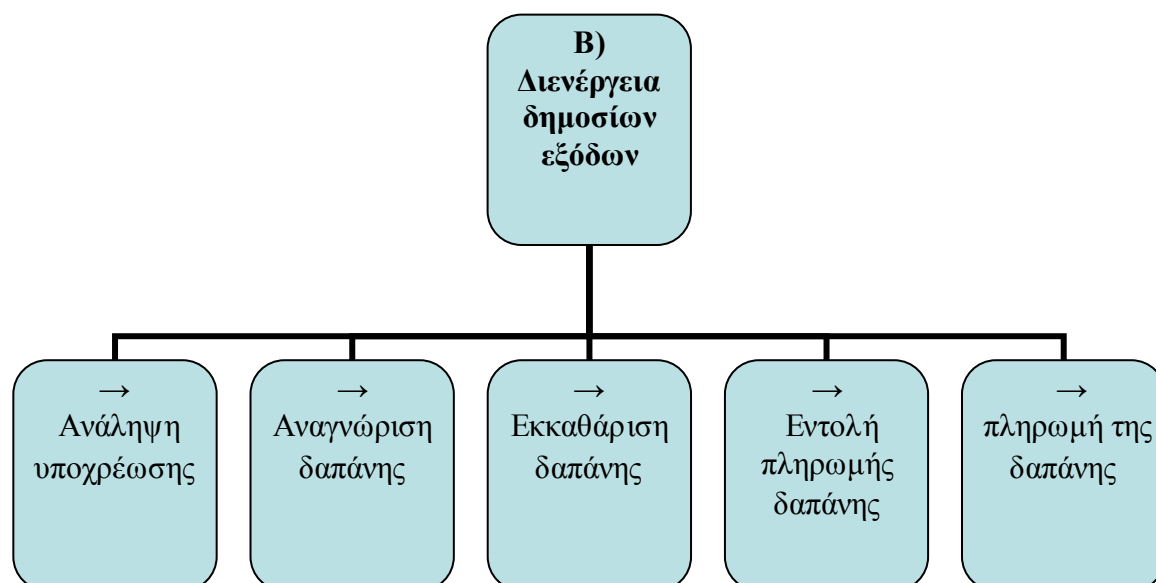 Β)
Διενέργεια
δημοσίων
εξόδων
→
Ανάληψη
υποχρέωσης
→
Αναγνώριση
δαπάνης
→
Εκκαθάριση
δαπάνης
→
Εντολή
πληρωμής
δαπάνης
→
πληρωμή της
δαπάνης